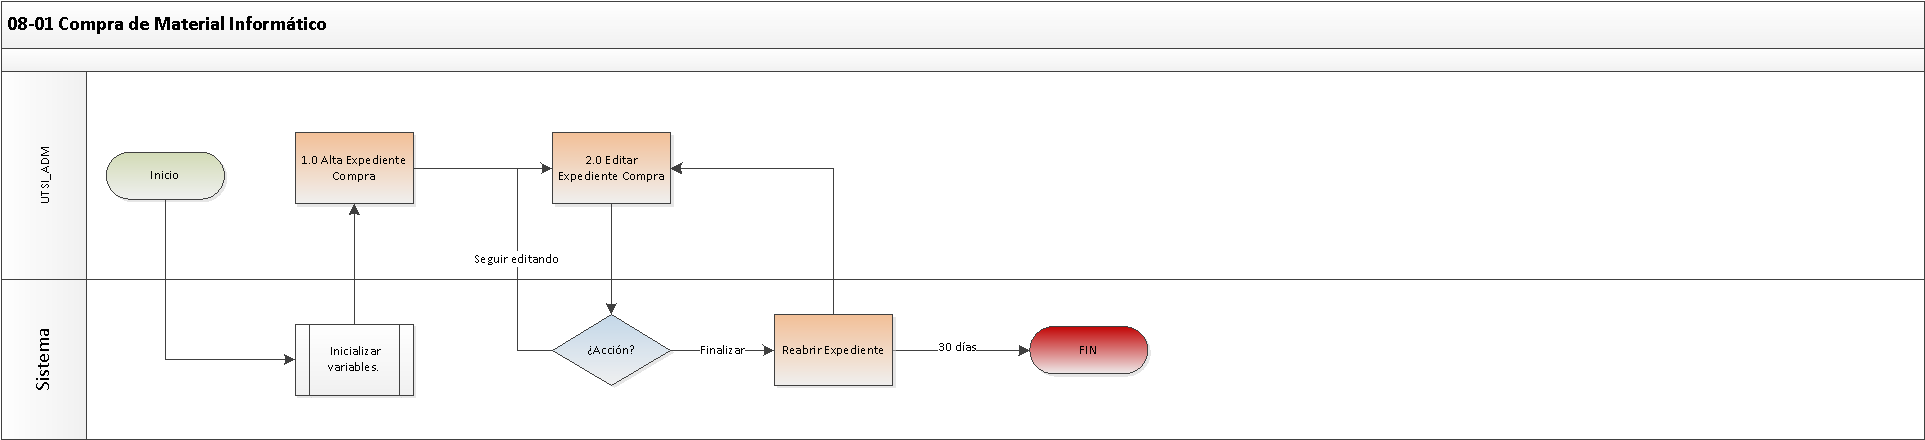 08-01 Compra de Material Informático
UTSI_ADM
Inicio
1.0 Alta Expediente
Compra
2.0 Editar
Expediente Compra
Seguir editando
Sistema
Inicializar
variables.
¿Acción?
Finalizar
Reabrir Expediente
30 días
FIN